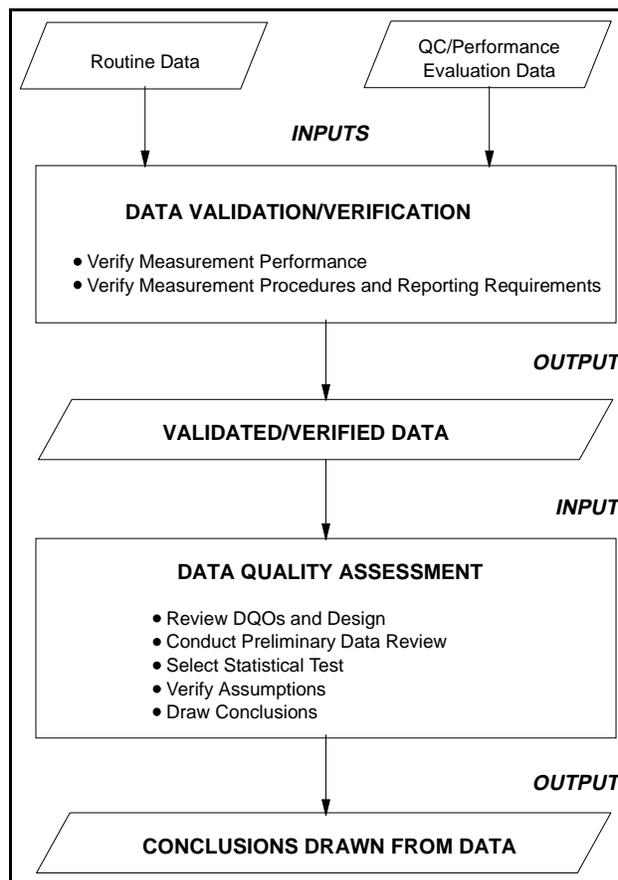 Routine Data
QC/Performance
Evaluation Data
INPUTS
DATA VALIDATION/VERIFICATION
• Verify Measurement Performance
• Verify Measurement Procedures and Reporting Requirements
OUTPUT
VALIDATED/VERIFIED DATA
INPUT
DATA QUALITY ASSESSMENT
• Review DQOs and Design
• Conduct Preliminary Data Review
• Select Statistical Test
• Verify Assumptions
• Draw Conclusions
OUTPUT
CONCLUSIONS DRAWN FROM DATA